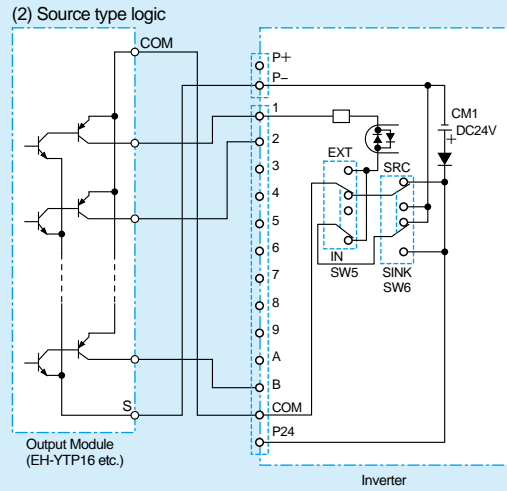 (2) Source type logic
COM
P+
P−
1
CM1
DC24V
+
2
EXT
SRC
3
4
5
6
IN
SW5
SINK
SW6
7
8
9
A
B
S
COM
P24
Output Module
(EH-YTP16 etc.)
Inverter